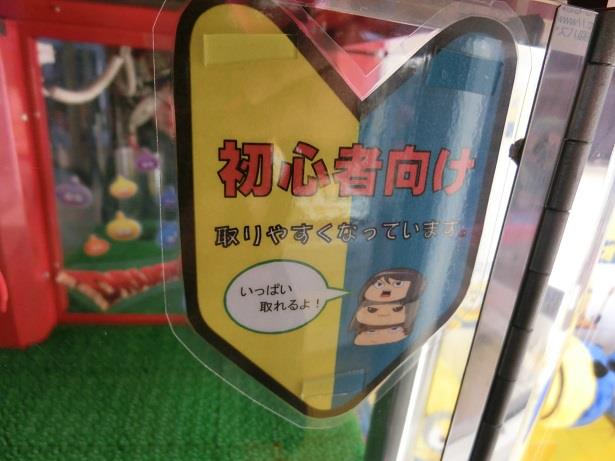 初心者向け
取りやすくなっています。
いっぱい
取れるよ！